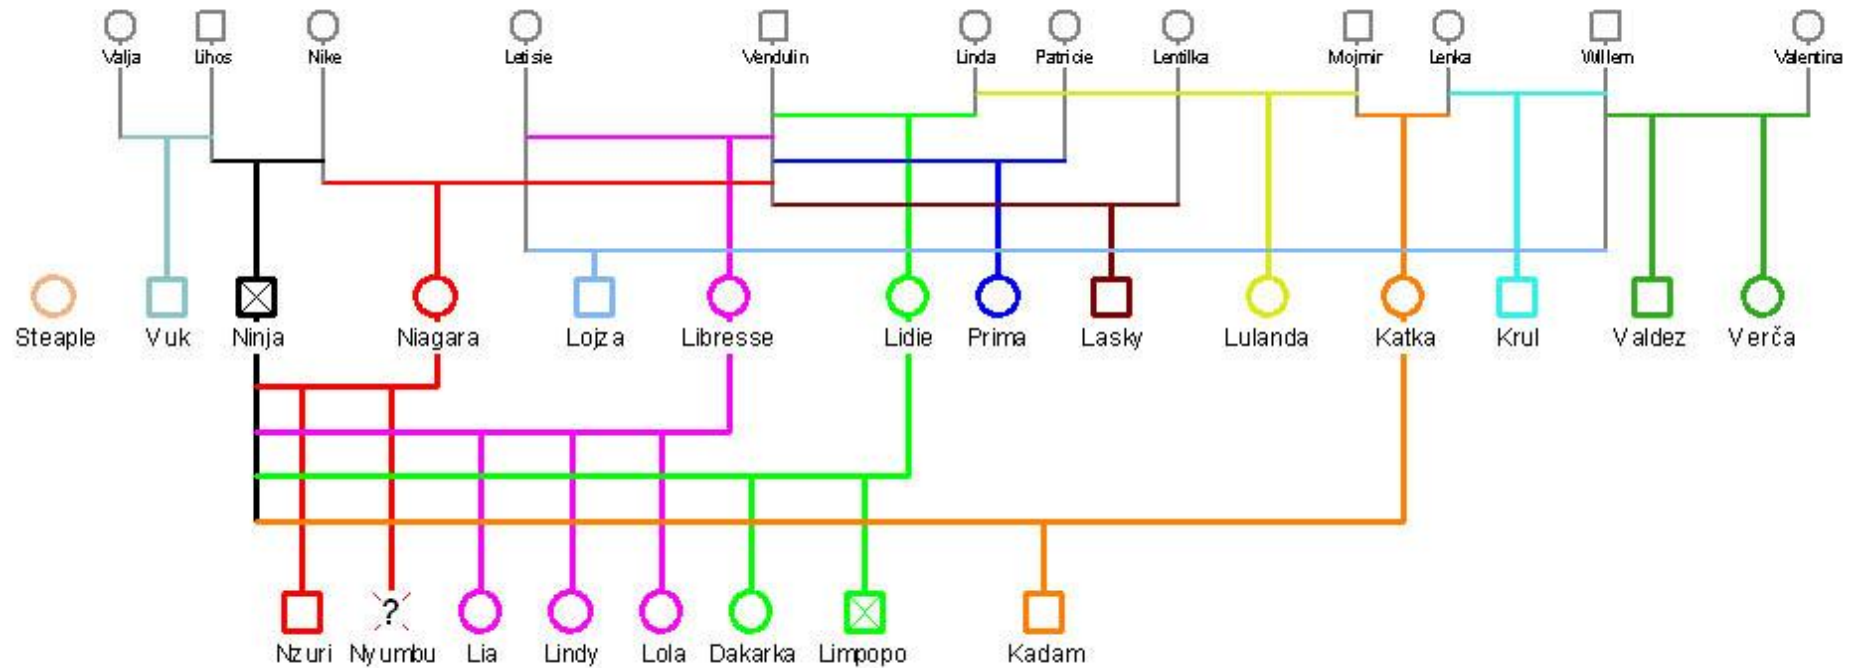 Valja Lihos Nike Letisie Vendulin Linda Patricie Lentilka Mojmir Lenka Willem Valentina
Steaple Vuk Ninja Niagara Lojza Libresse Lidie Prima Lasky Lulanda Katka Krul Valdez Verča
?
Nzuri Nyumbu Lia Lindy Lola Dakarka Limpopo Kadam